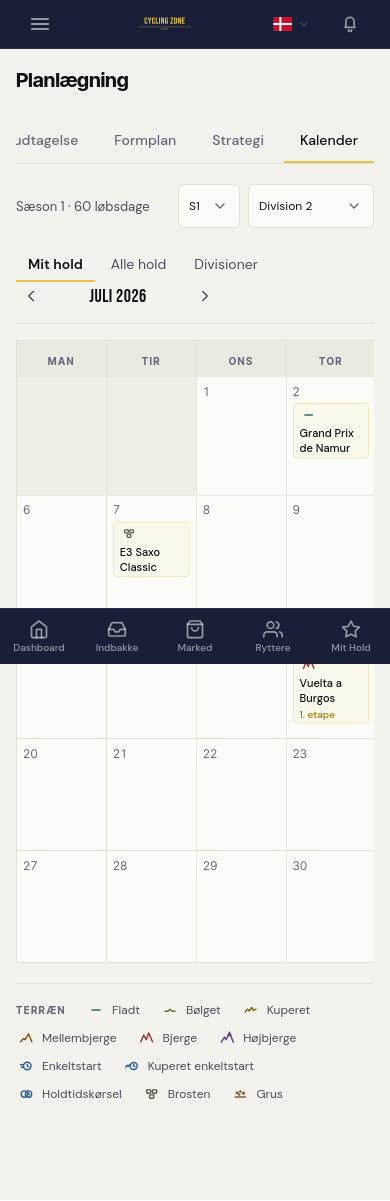 CYCLING ZONE
Planlægning
udtagelse Formplan Strategi Kalender
Sæson 1 · 60 løbsdage S1 Division 2
Mit hold Alle hold Divisioner
JULI 2026
MAN TIR ONS TOR
1 2
Grand Prix
de Namur
6 7 8 9
E3 Saxo
Classic
Dashboard Indbakke Marked Ryttere Mit Hold
Vuelta a
Burgos
1. etape
20 21 22 23
27 28 29 30
TERRÆN Fladt Bølget Kuperet
Mellembjerge Bjerge Højbjerge
Enkeltstart Kuperet enkeltstart
Holdtidskørsel Brosten Grus